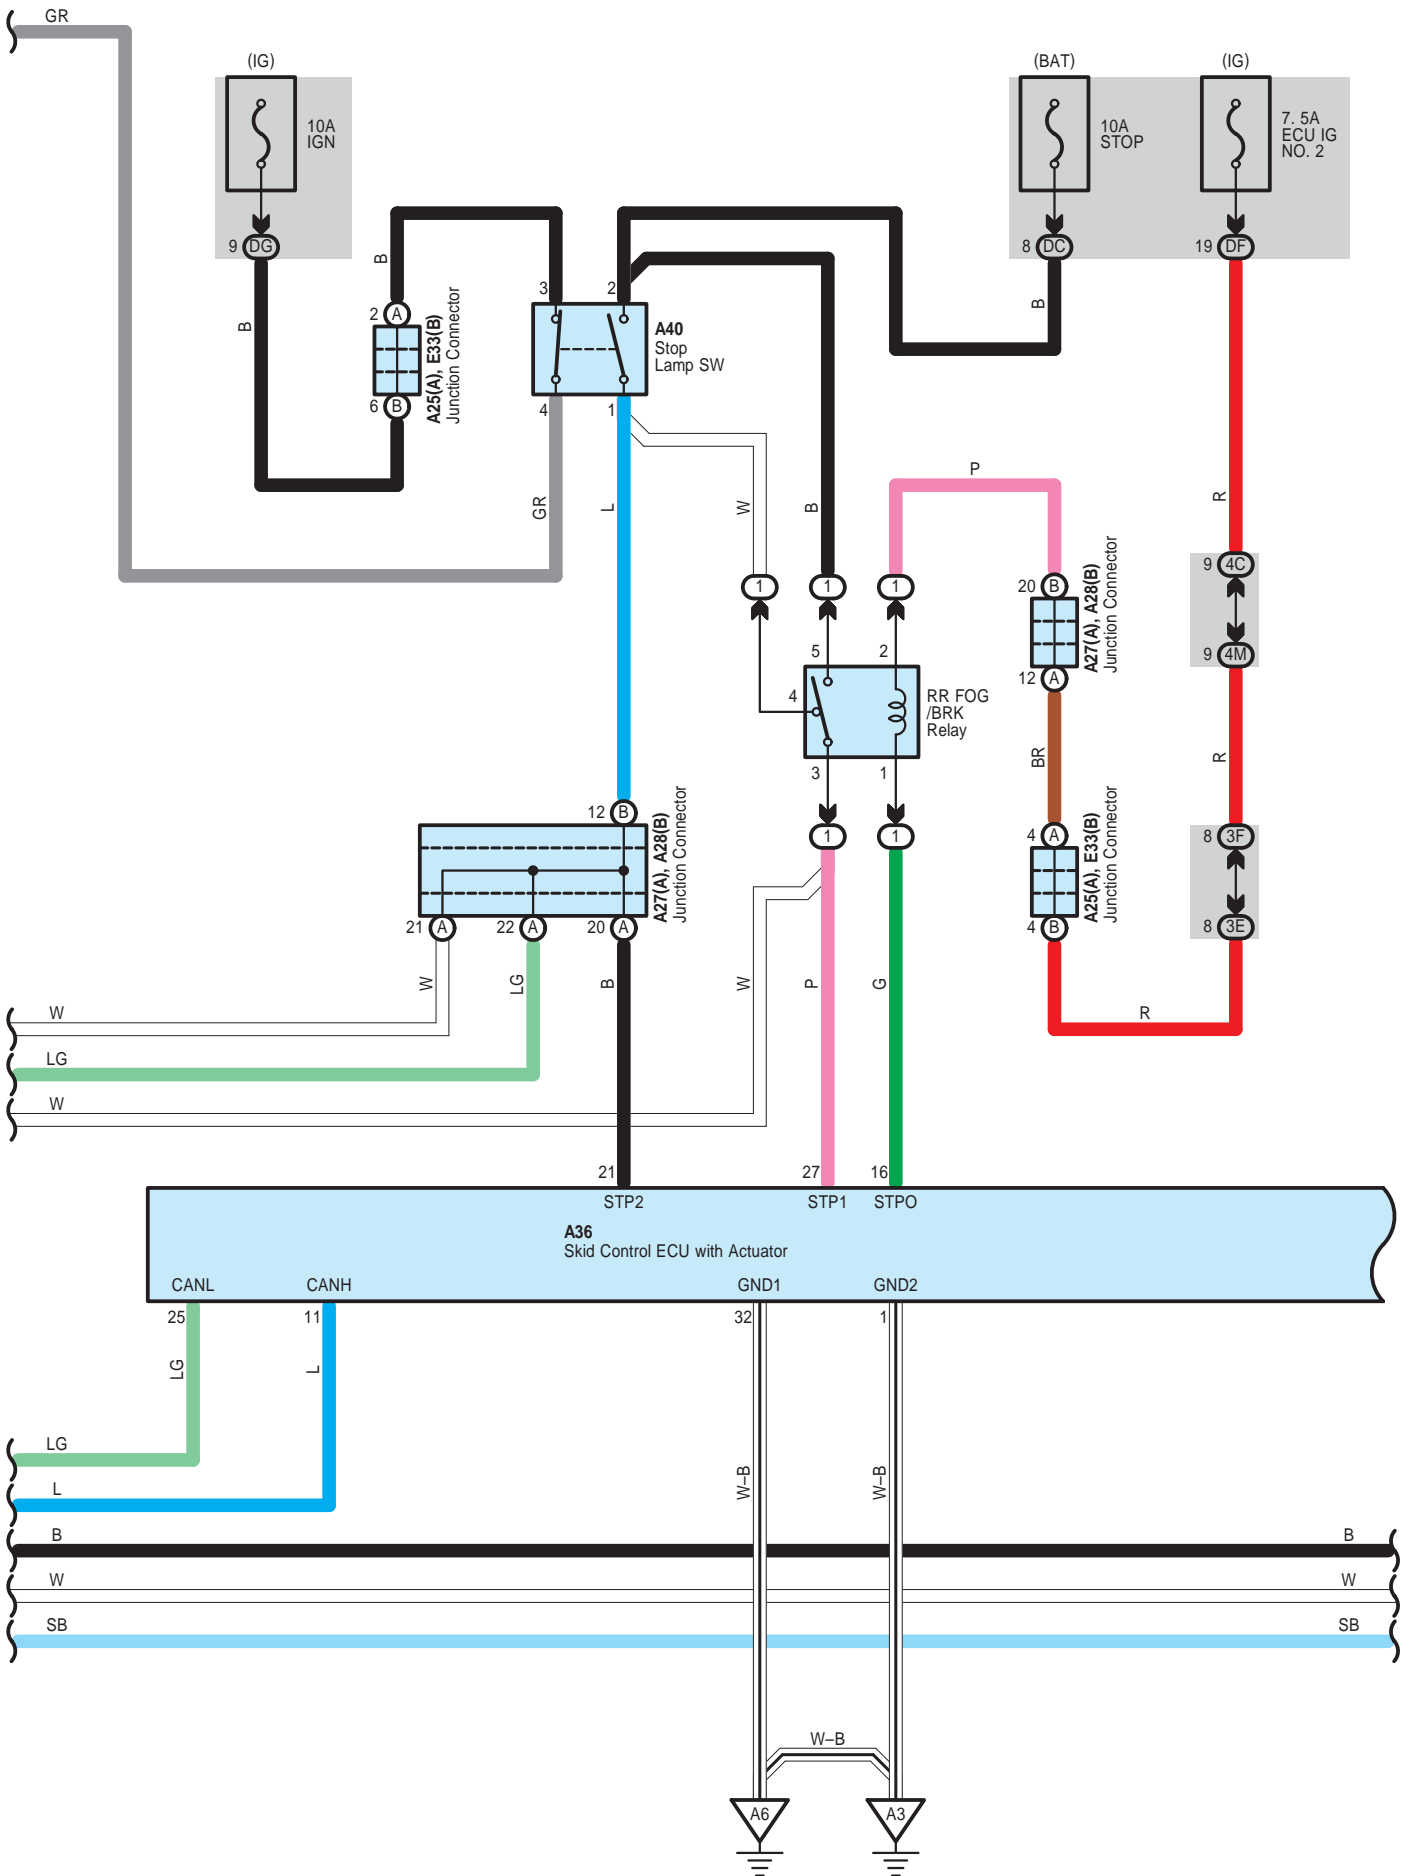 GR
(IG)
(BAT)
(IG)
10A
IGN
10A
STOP
7. 5A
ECU IG
NO. 2
9 DG
8 DC
19 DF
B
B
B
2 A
3
2
A40
Stop
Lamp SW
A25(A), E33(B)
Junction Connector
6 B
4
1
P
GR
L
W
B
R
1
1
1
20 B
A27(A), A28(B)
Junction Connector
9 4C
9 4M
5
2
4
RR FOG
/BRK
Relay
12 A
3
1
BR
R
12 B
1
1
4 A
8 3F
A27(A), A28(B)
Junction Connector
A25(A), E33(B)
Junction Connector
21 A
22 A
20 A
4 B
8 3E
W
LG
B
W
P
G
R
W
LG
W
21
27
16
STP2
STP1
STPO
A36
Skid Control ECU with Actuator
CANL
CANH
GND1
GND2
25
11
32
1
LG
L
LG
W–B
W–B
L
B
B
W
W
SB
SB
W–B
A6
A3